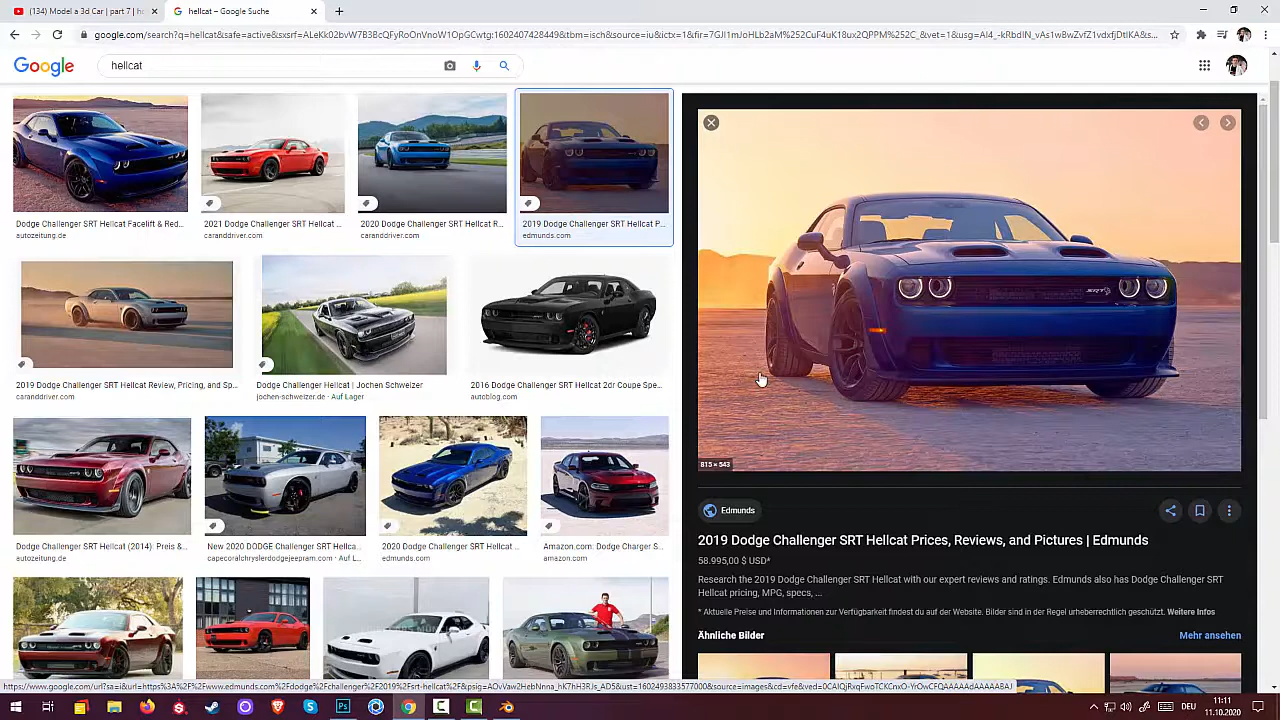 (134) Model a 3d Car | part 7 | h
hellcat – Google Suche
Google
hellcat
Dodge Challenger SRT Hellcat Facelift & Red...
autozeitung.de
2021 Dodge Challenger SRT Hellcat ...
caranddriver.com
2020 Dodge Challenger SRT Hellcat R...
caranddriver.com
2019 Dodge Challenger SRT Hellcat P...
edmunds.com
2019 Dodge Challenger SRT Hellcat Review, Pricing, and Sp...
caranddriver.com
Dodge Challenger Hellcat | Jochen Schweizer
jochen-schweizer.de · Auf Lager
2016 Dodge Challenger SRT Hellcat 2dr Coupe Spe...
autoblog.com
Dodge Challenger SRT Hellcat (2014) Preis &...
autozeitung.de
New 2020 DODGE Challenger SRT Hellca...
capecoralchryslerdodgejeepram.com · Auf L...
2020 Dodge Challenger SRT Hellcat ...
edmunds.com
Amazon.com: Dodge Charger S...
amazon.com
SRT
815 × 543
Edmunds
2019 Dodge Challenger SRT Hellcat Prices, Reviews, and Pictures | Edmunds
58.995,00 $ USD*
Research the 2019 Dodge Challenger SRT Hellcat with our expert reviews and ratings. Edmunds also has Dodge Challenger SRT
Hellcat pricing, MPG, specs, ...
* Aktuelle Preise und Informationen zur Verfügbarkeit findest du auf der Website. Bilder sind in der Regel urheberrechtlich geschützt. Weitere Infos
Ähnliche Bilder
Mehr ansehen
DEU
11:11
11.10.2020